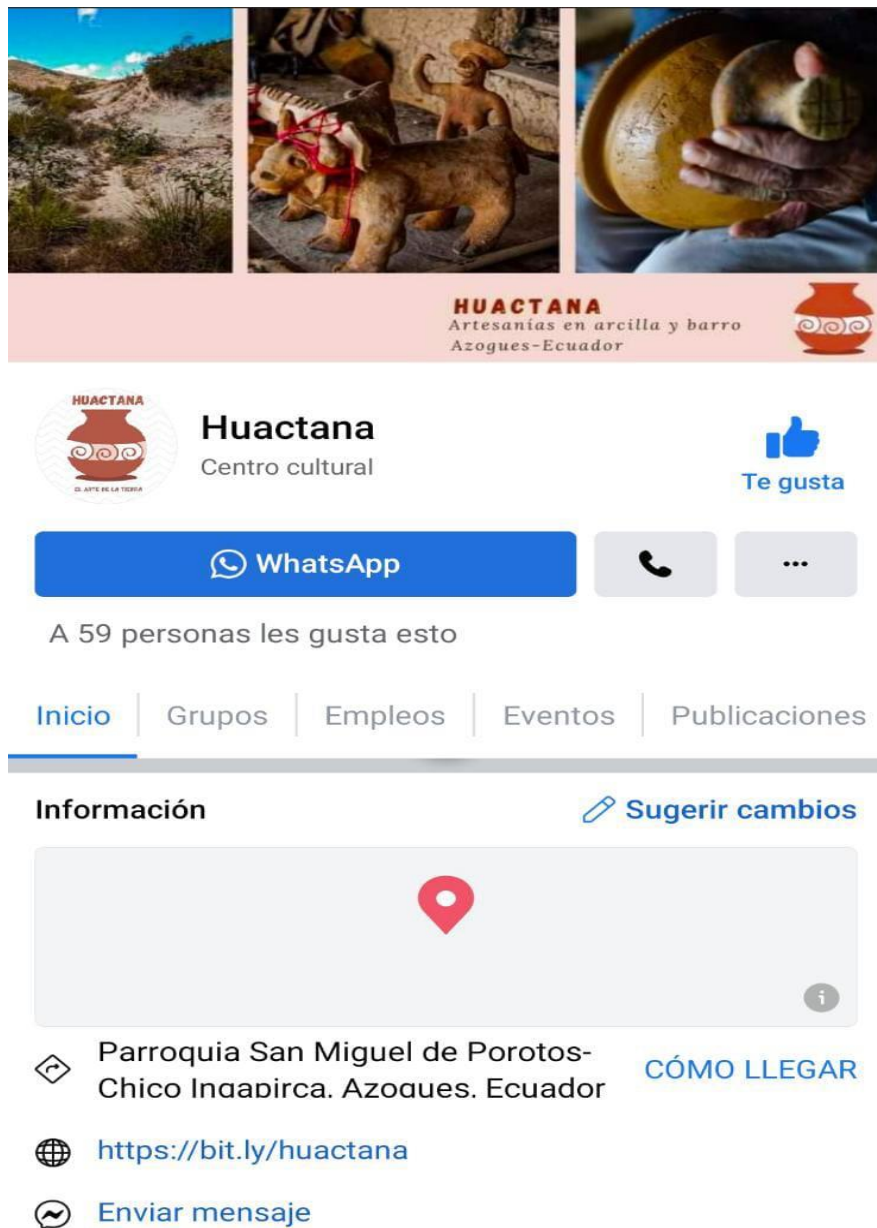 HUACTANA
Artesanías en arcilla y barro
Azogues-Ecuador
HUACTANA
EL ARTE DE LA TIERRA
Huactana
Centro cultural
Te gusta
WhatsApp
A 59 personas les gusta esto
Inicio Grupos Empleos Eventos Publicaciones
Información Sugerir cambios
Parroquia San Miguel de Porotos-
Chico Ingapirca, Azogues, Ecuador CÓMO LLEGAR
https://bit.ly/huactana
Enviar mensaje